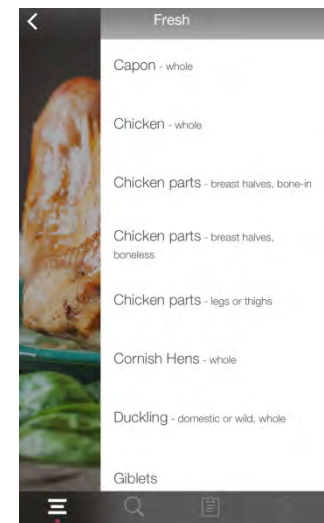 Fresh
Capon - whole
Chicken - whole
Chicken parts - breast halves, bone-in
Chicken parts - breast halves,
boneless
Chicken parts - legs or thighs
Cornish Hens - whole
Duckling - domestic or wild, whole
Giblets